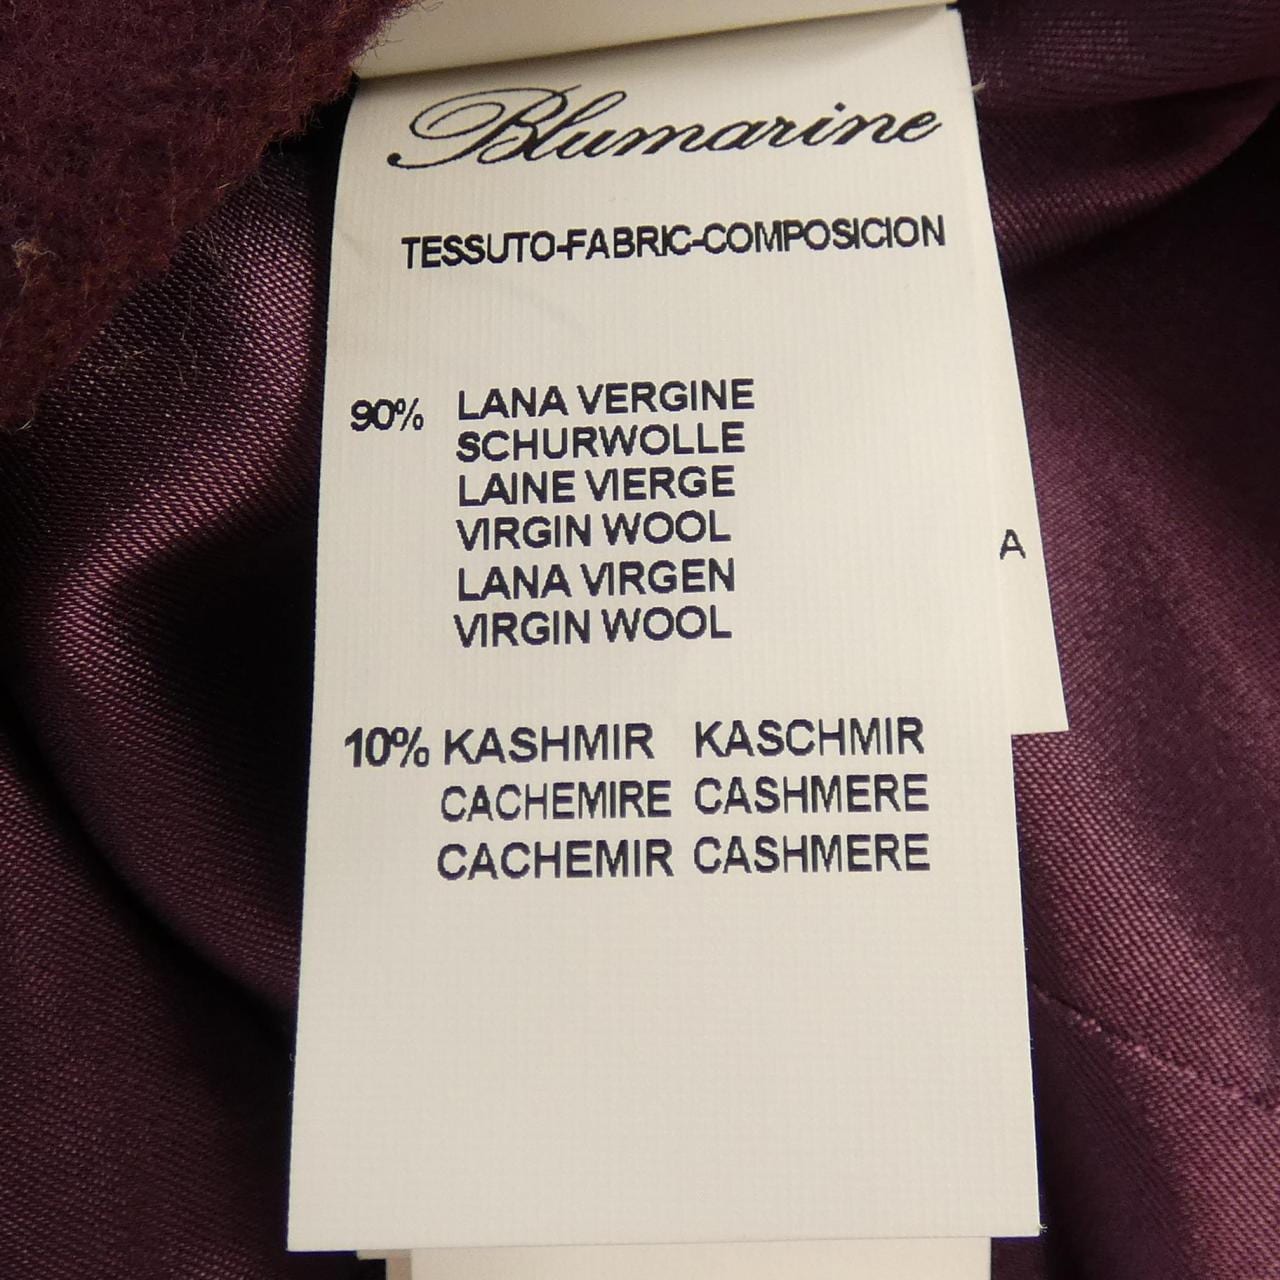 Blumarine
TESSUTO-FABRIC-COMPOSICION
90% LANA VERGINE
SCHURWOLLE
LAINE VIERGE
VIRGIN WOOL
A
LANA VIRGEN
VIRGIN WOOL
10% KASHMIR KASCHMIR
CACHEMIRE CASHMERE
CACHEMIR CASHMERE